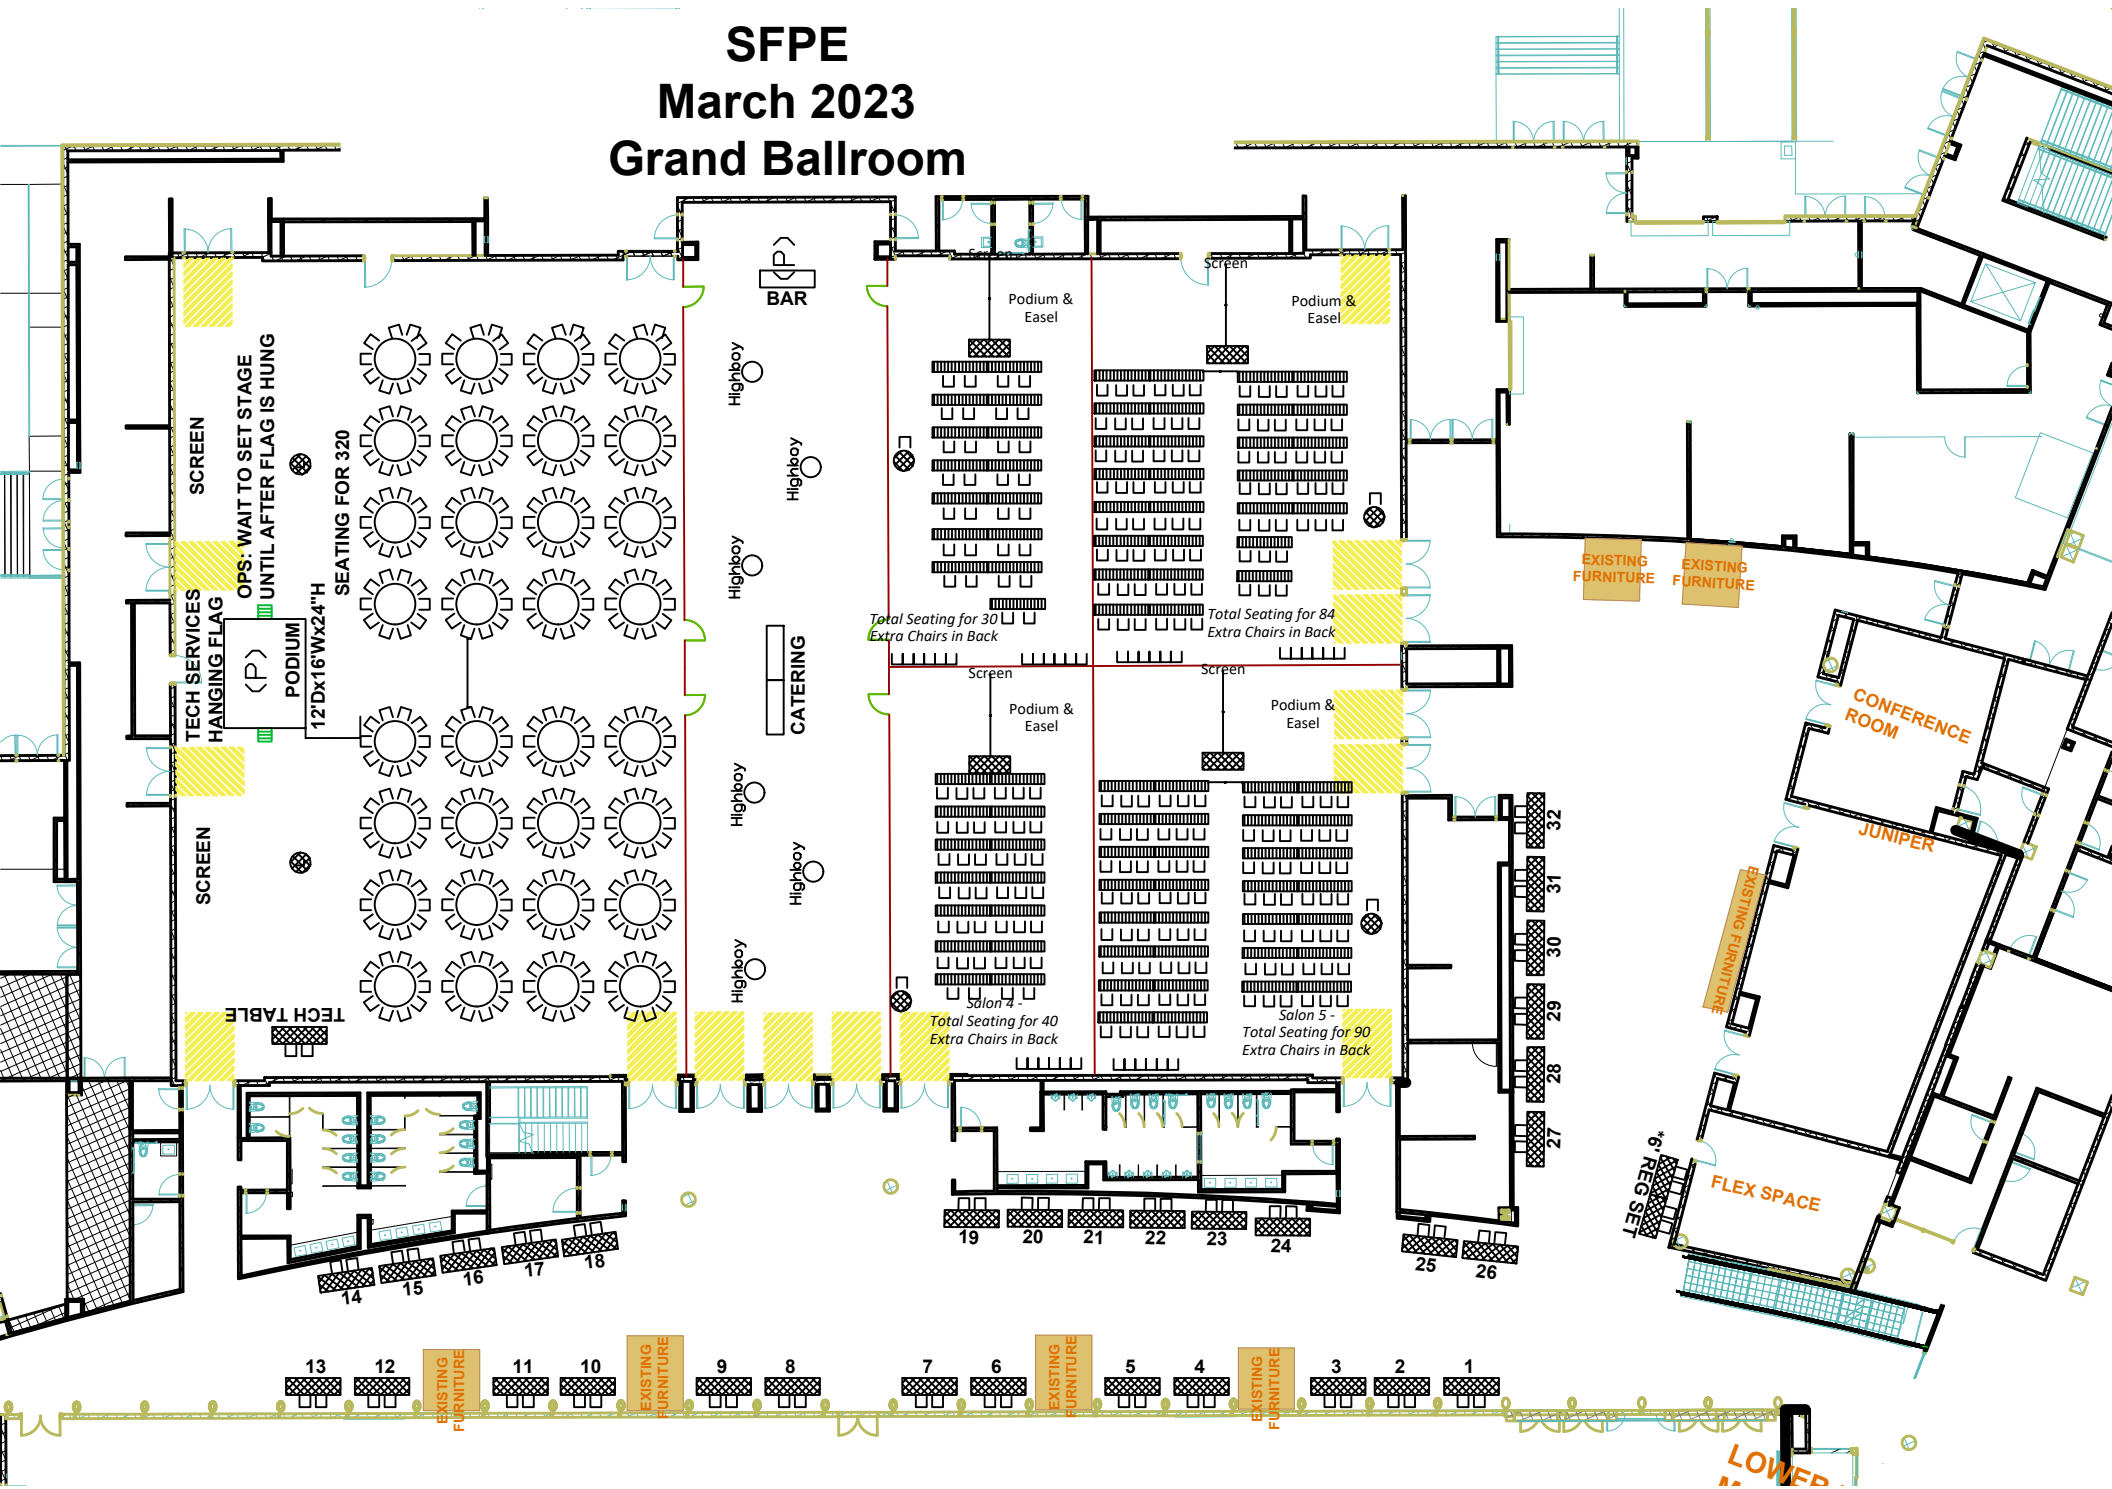 SFPE
March 2023
Grand Ballroom
(P)
BAR
Screen
Screen
Podium &
Easel
Podium &
Easel
SCREEN
OPS: WAIT TO SET STAGE
UNTIL AFTER FLAG IS HUNG
SEATING FOR 320
Highboy
Highboy
Highboy
TECH SERVICES
HANGING FLAG
(P)
PODIUM
12'Dx16'Wx24"H
CATERING
Total Seating for 30
Extra Chairs in Back
Total Seating for 84
Extra Chairs in Back
Screen
Screen
Podium &
Easel
Podium &
Easel
SCREEN
Highboy
Highboy
Highboy
TECH TABLE
Salon 4 -
Total Seating for 40
Extra Chairs in Back
Salon 5 -
Total Seating for 90
Extra Chairs in Back
EXISTING
FURNITURE
EXISTING
FURNITURE
CONFERENCE
ROOM
JUNIPER
EXISTING FURNITURE
FLEX SPACE
*6' REG SET
32
31
30
29
28
27
14
15
16
17
18
19
20
21
22
23
24
25
26
13
12
EXISTING
FURNITURE
11
10
EXISTING
FURNITURE
9
8
7
6
EXISTING
FURNITURE
5
4
EXISTING
FURNITURE
3
2
1
LOWER